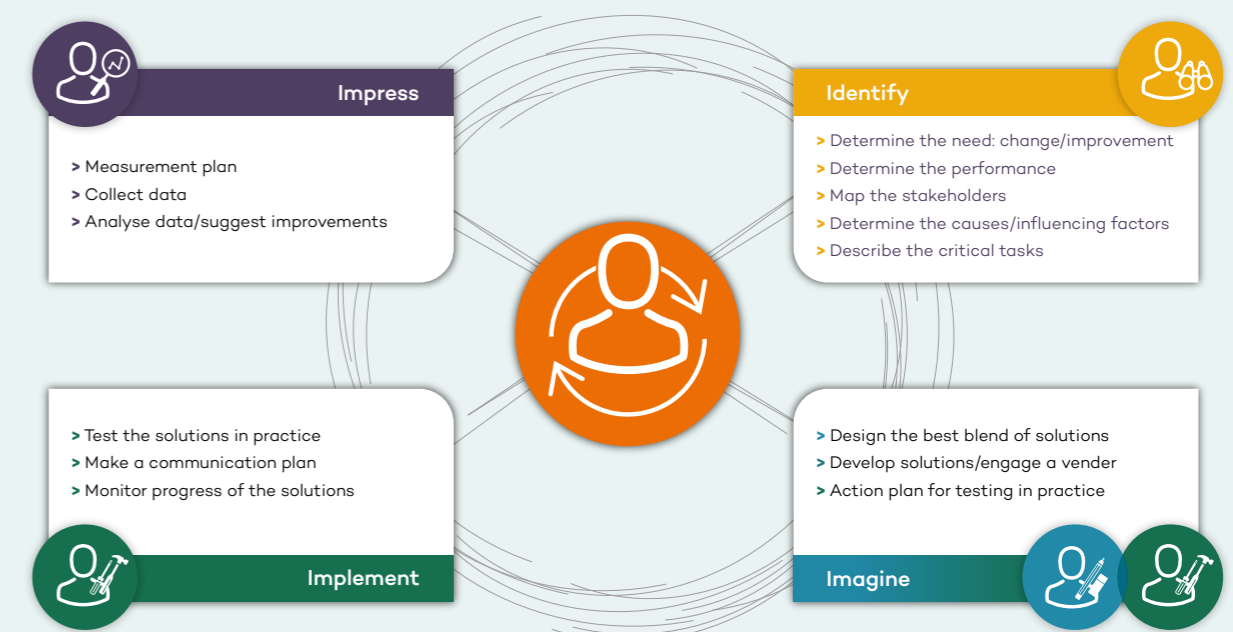 Impress
> Measurement plan
> Collect data
> Analyse data/suggest improvements
Identify
> Determine the need: change/improvement
> Determine the performance
> Map the stakeholders
> Determine the causes/influencing factors
> Describe the critical tasks
> Test the solutions in practice
> Make a communication plan
> Monitor progress of the solutions
Implement
> Design the best blend of solutions
> Develop solutions/engage a vender
> Action plan for testing in practice
Imagine